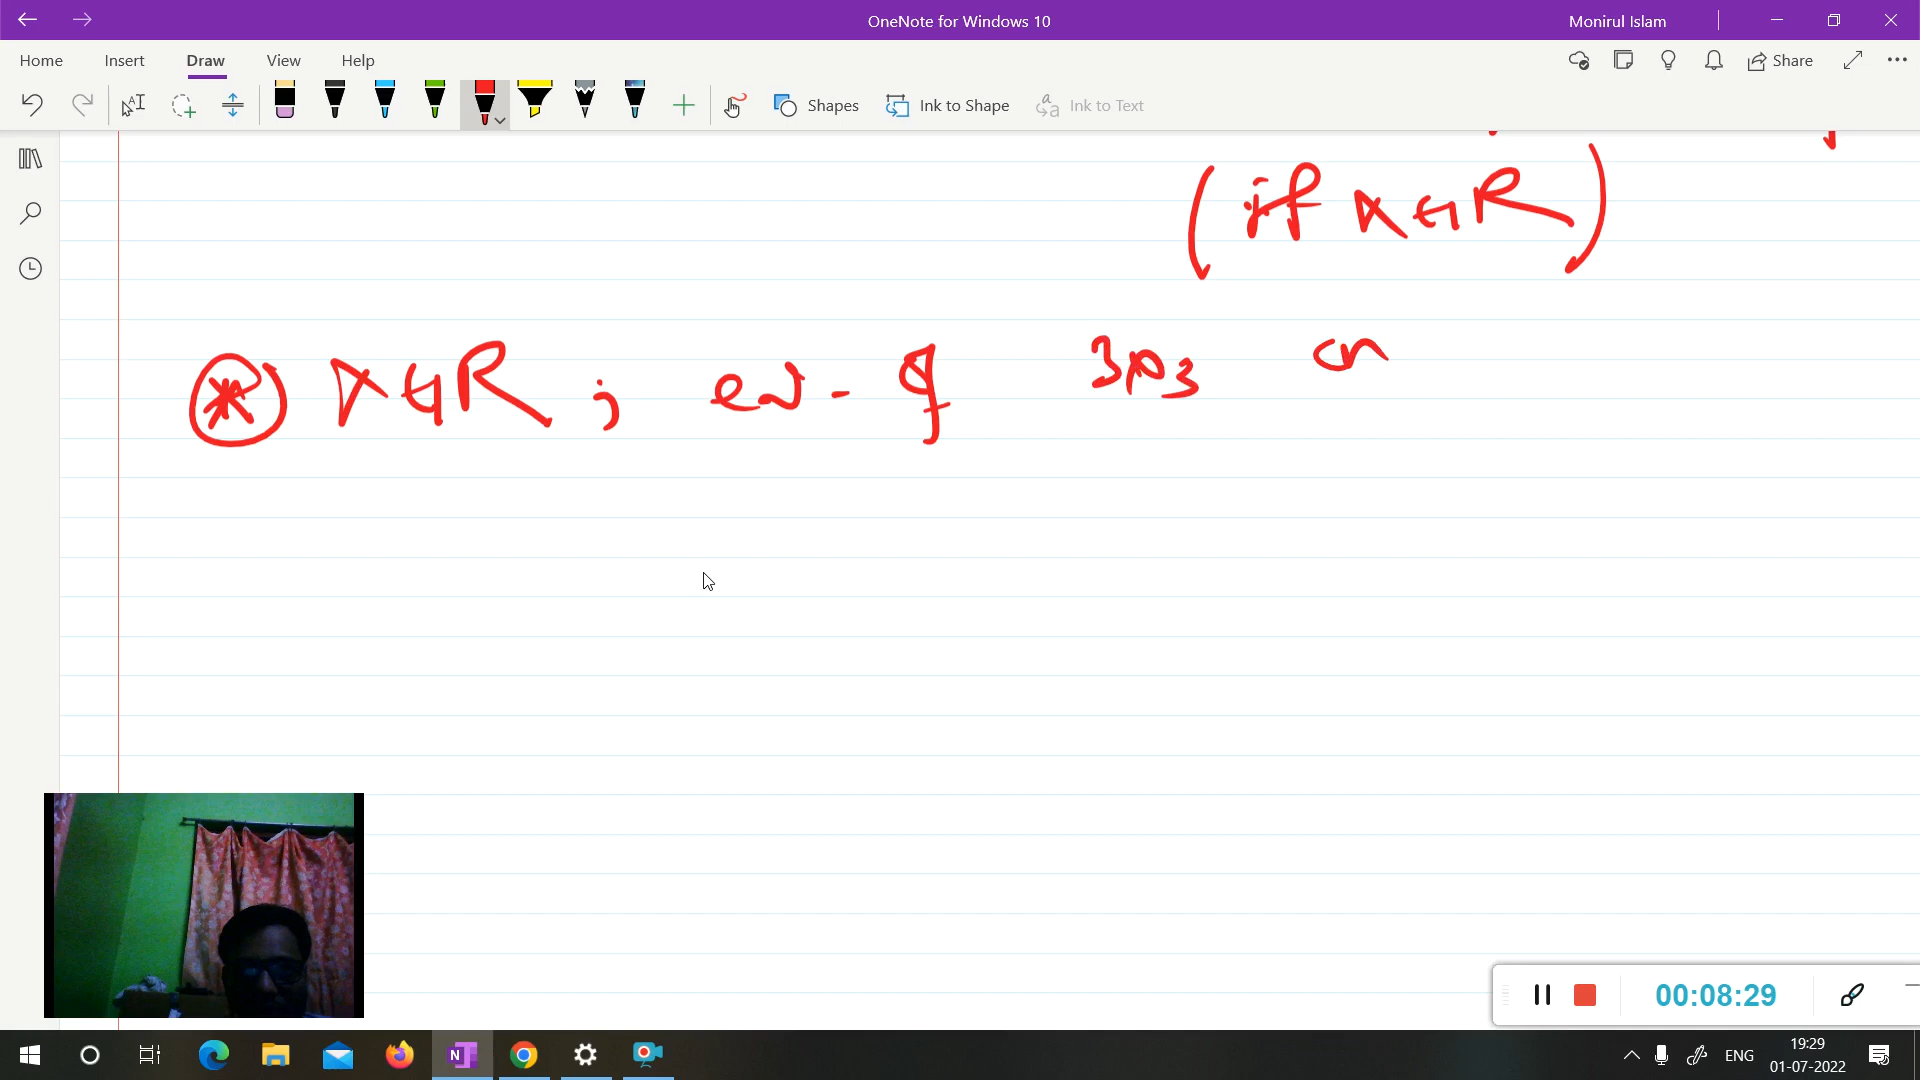 OneNote for Windows 10
Monirul Islam
Home Insert Draw View Help
Share
Shapes Ink to Shape Ink to Text
(if R)
* R ;
00:08:29
ENG
19:29
01-07-2022